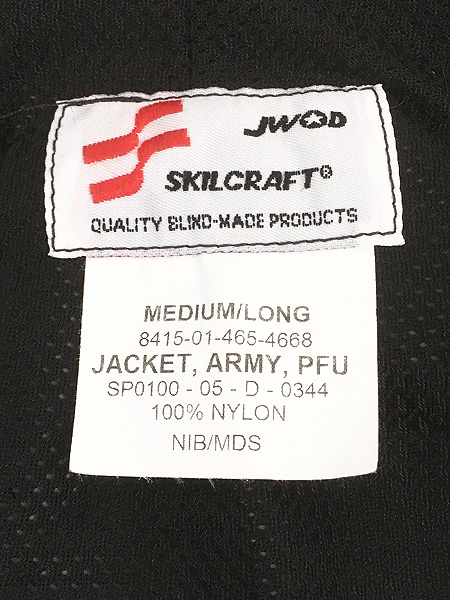 JWOD
SKILCRAFT®
QUALITY BLIND-MADE PRODUCTS
MEDIUM/LONG
8415-01-465-4668
JACKET, ARMY, PFU
SP0100 - 05 - D - 0344
100% NYLON
NIB/MDS